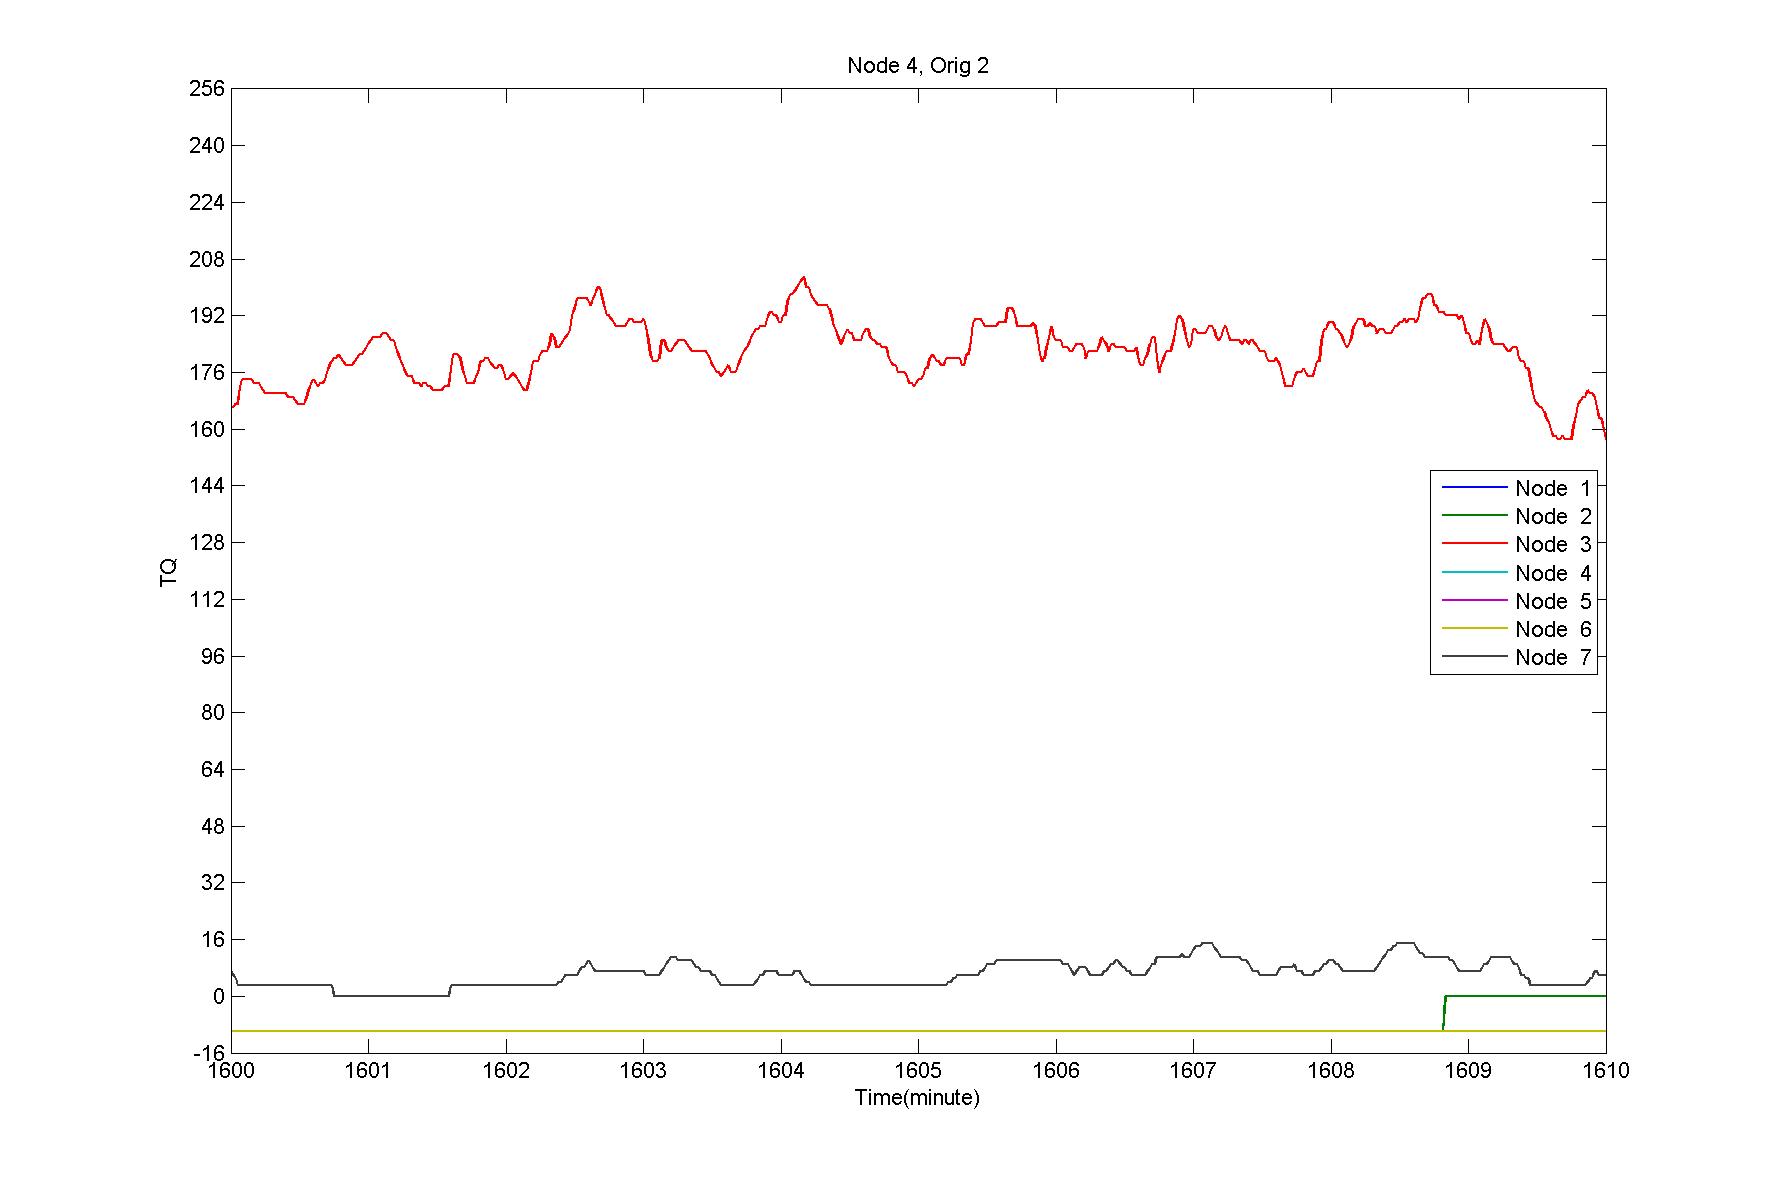 Node 4, Orig 2
256
240
224
208
192
176
160
144
128
112
96
80
64
48
32
16
0
-16
TQ
Node 1
Node 2
Node 3
Node 4
Node 5
Node 6
Node 7
1600 1601 1602 1603 1604 1605 1606 1607 1608 1609 1610
Time(minute)